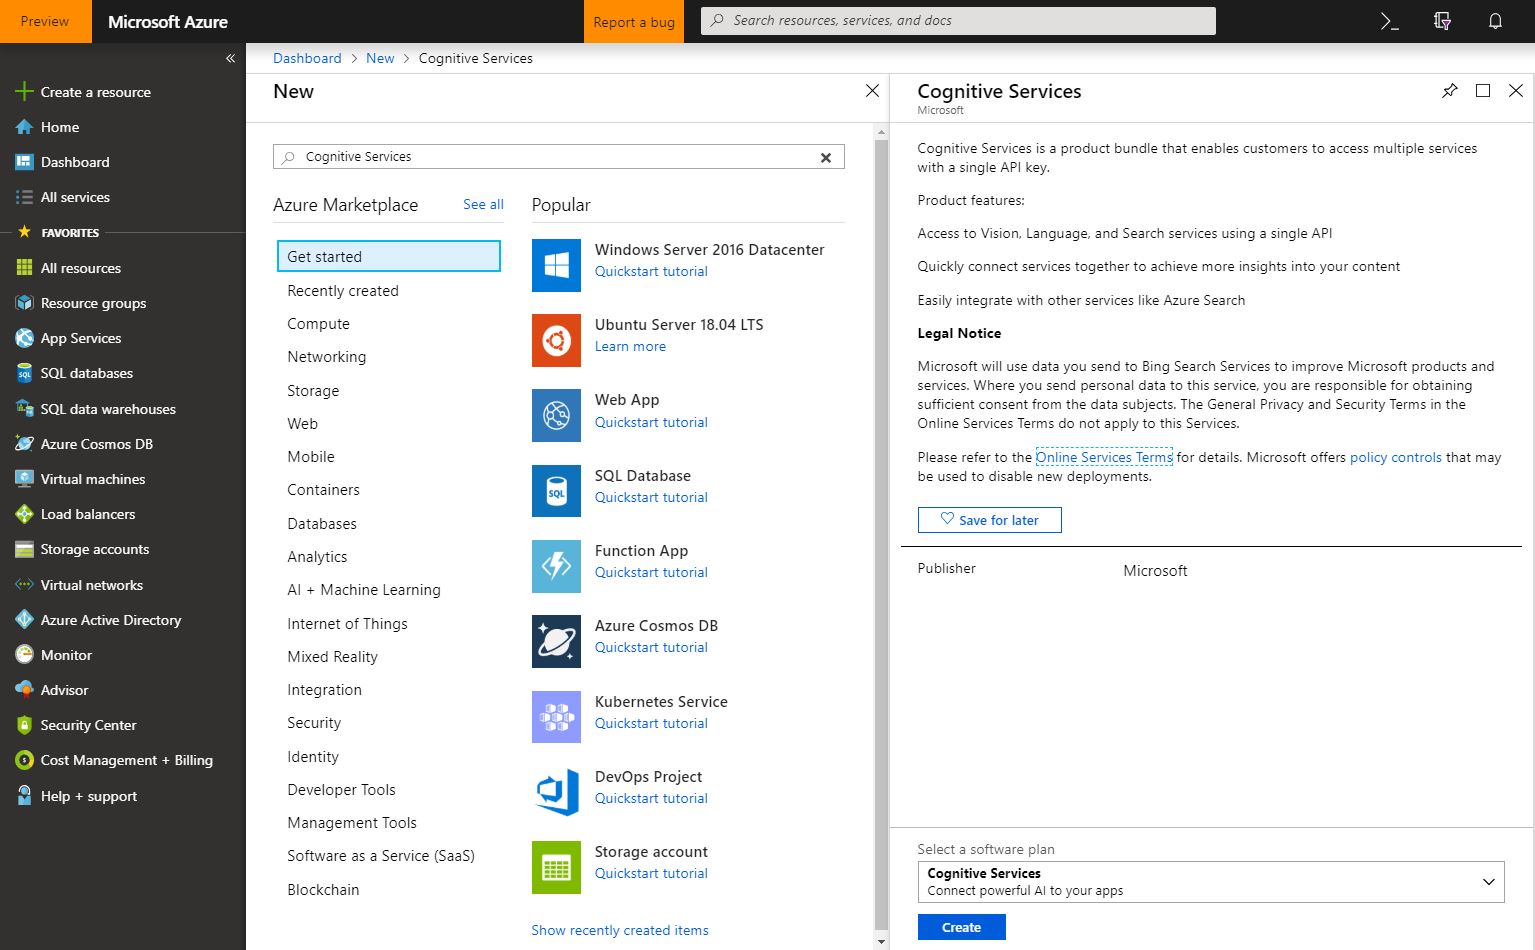 Preview
Microsoft Azure
Report a bug
Search resources, services, and docs
Create a resource
Home
Dashboard
All services
FAVORITES
All resources
Resource groups
App Services
SQL databases
SQL data warehouses
Azure Cosmos DB
Virtual machines
Load balancers
Storage accounts
Virtual networks
Azure Active Directory
Monitor
Advisor
Security Center
Cost Management + Billing
Help + support
Dashboard > New > Cognitive Services
New
Cognitive Services
Azure Marketplace
See all
Get started
Recently created
Compute
Networking
Storage
Web
Mobile
Containers
Databases
Analytics
AI + Machine Learning
Internet of Things
Mixed Reality
Integration
Security
Identity
Developer Tools
Management Tools
Software as a Service (SaaS)
Blockchain
Popular
Windows Server 2016 Datacenter
Quickstart tutorial
Ubuntu Server 18.04 LTS
Learn more
Web App
Quickstart tutorial
SQL
SQL Database
Quickstart tutorial
Function App
Quickstart tutorial
Azure Cosmos DB
Quickstart tutorial
Kubernetes Service
Quickstart tutorial
DevOps Project
Quickstart tutorial
Storage account
Quickstart tutorial
Show recently created items
Cognitive Services
Microsoft
Cognitive Services is a product bundle that enables customers to access multiple services
with a single API key.
Product features:
Access to Vision, Language, and Search services using a single API
Quickly connect services together to achieve more insights into your content
Easily integrate with other services like Azure Search
Legal Notice
Microsoft will use data you send to Bing Search Services to improve Microsoft products and
services. Where you send personal data to this service, you are responsible for obtaining
sufficient consent from the data subjects. The General Privacy and Security Terms in the
Online Services Terms do not apply to this Services.
Please refer to the Online Services Terms for details. Microsoft offers policy controls that may
be used to disable new deployments.
Save for later
Publisher
Microsoft
Select a software plan
Cognitive Services
Connect powerful AI to your apps
Create